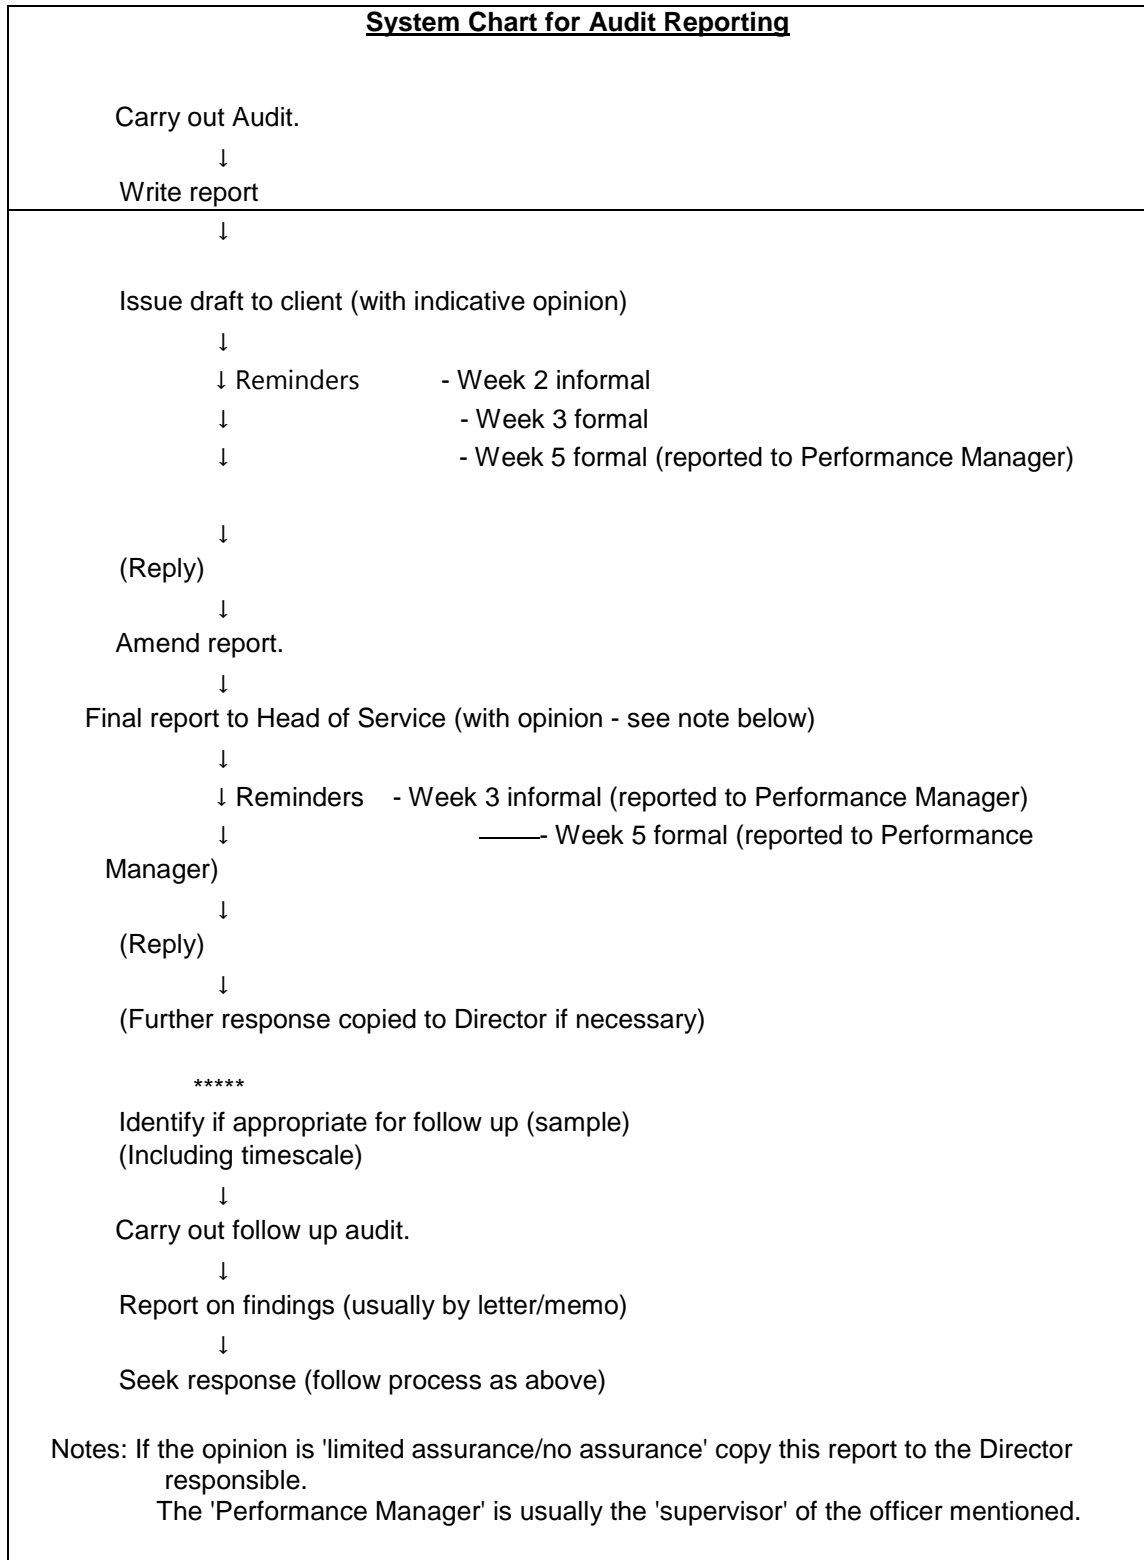 System Chart for Audit Reporting
Carry out Audit.
↓
Write report
↓
Issue draft to client (with indicative opinion)
↓
↓ Reminders - Week 2 informal
↓ - Week 3 formal
↓ - Week 5 formal (reported to Performance Manager)
↓
(Reply)
↓
Amend report.
↓
Final report to Head of Service (with opinion - see note below)
↓
↓ Reminders - Week 3 informal (reported to Performance Manager)
↓ - Week 5 formal (reported to Performance
Manager)
↓
(Reply)
↓
(Further response copied to Director if necessary)
*****
Identify if appropriate for follow up (sample)
(Including timescale)
↓
Carry out follow up audit.
↓
Report on findings (usually by letter/memo)
↓
Seek response (follow process as above)
Notes: If the opinion is 'limited assurance/no assurance' copy this report to the Director
responsible.
The 'Performance Manager' is usually the 'supervisor' of the officer mentioned.